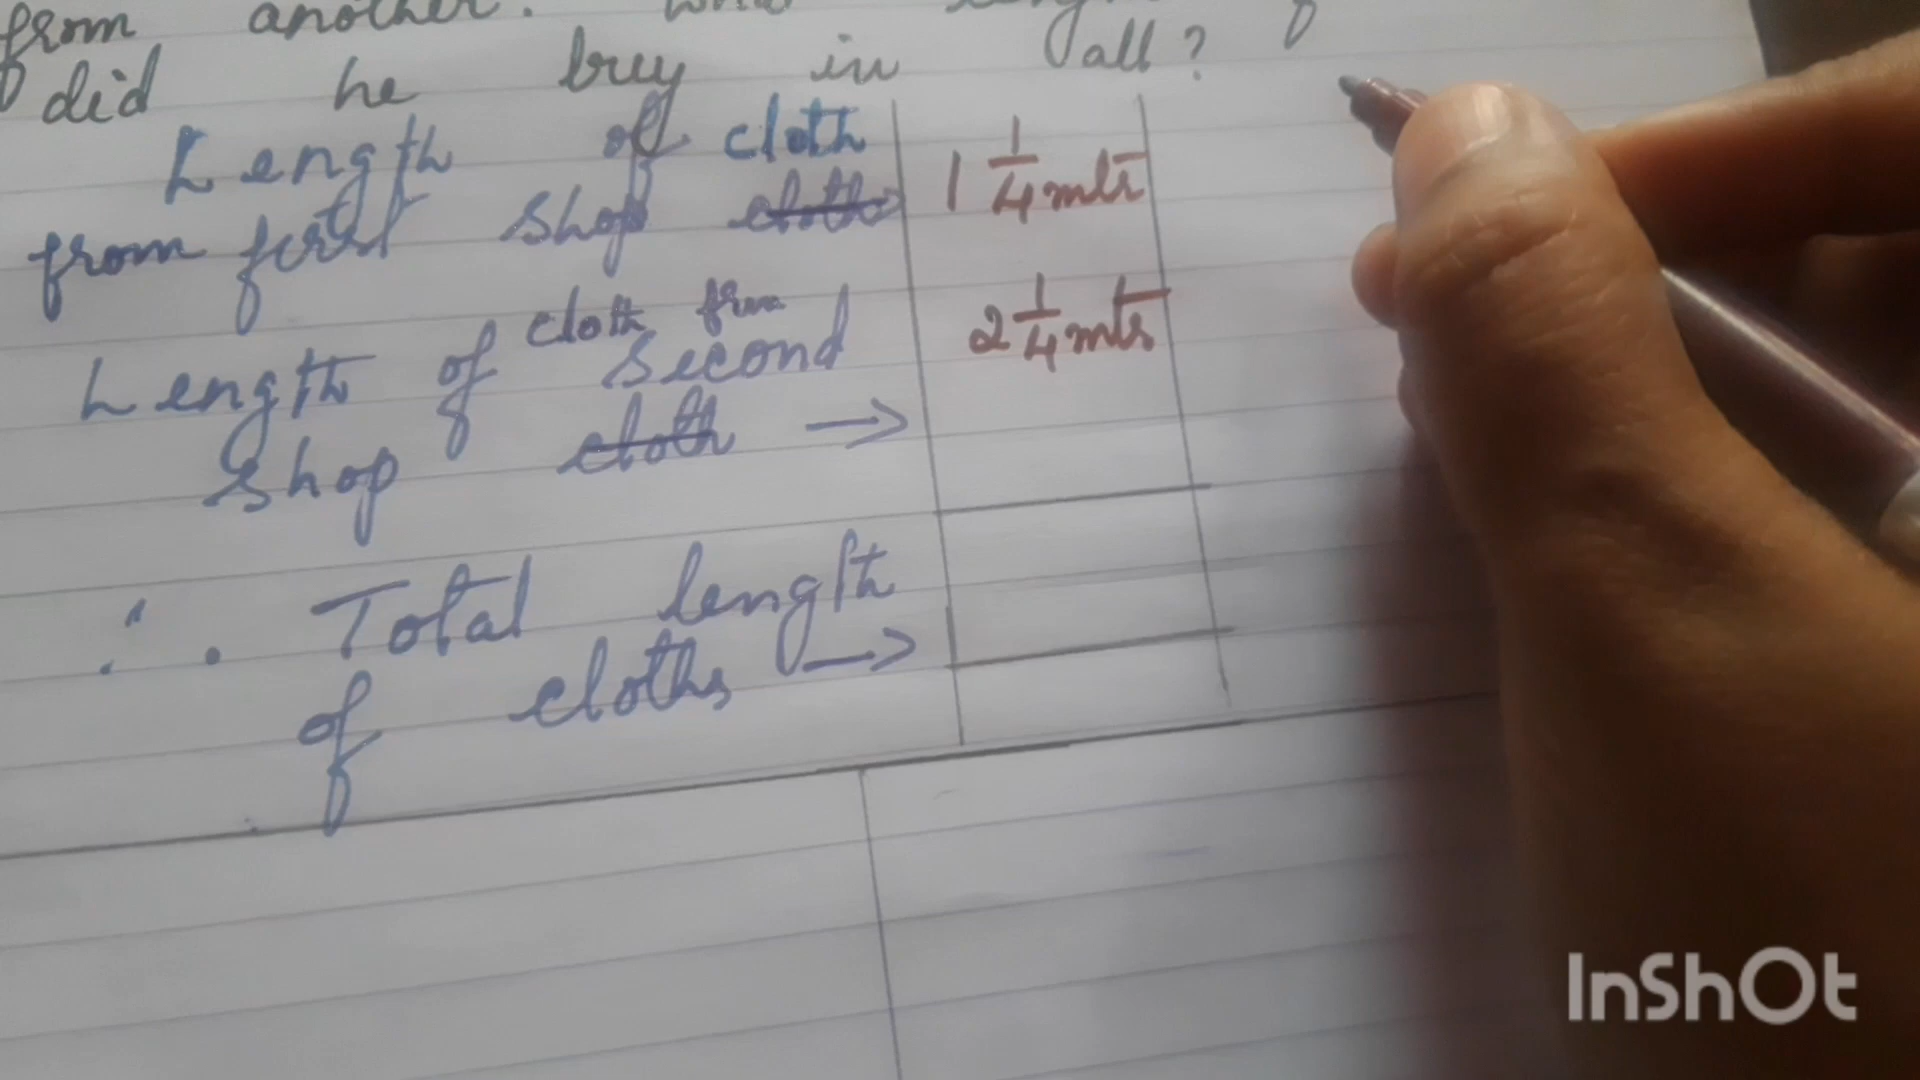 from another.
did he buy in all?
Length of cloth
from first shop cloth 1 1/4 mtr
Length of cloth from second 2 1/4 mtr
shop cloth →
∴ Total length
of cloths →
InShOt